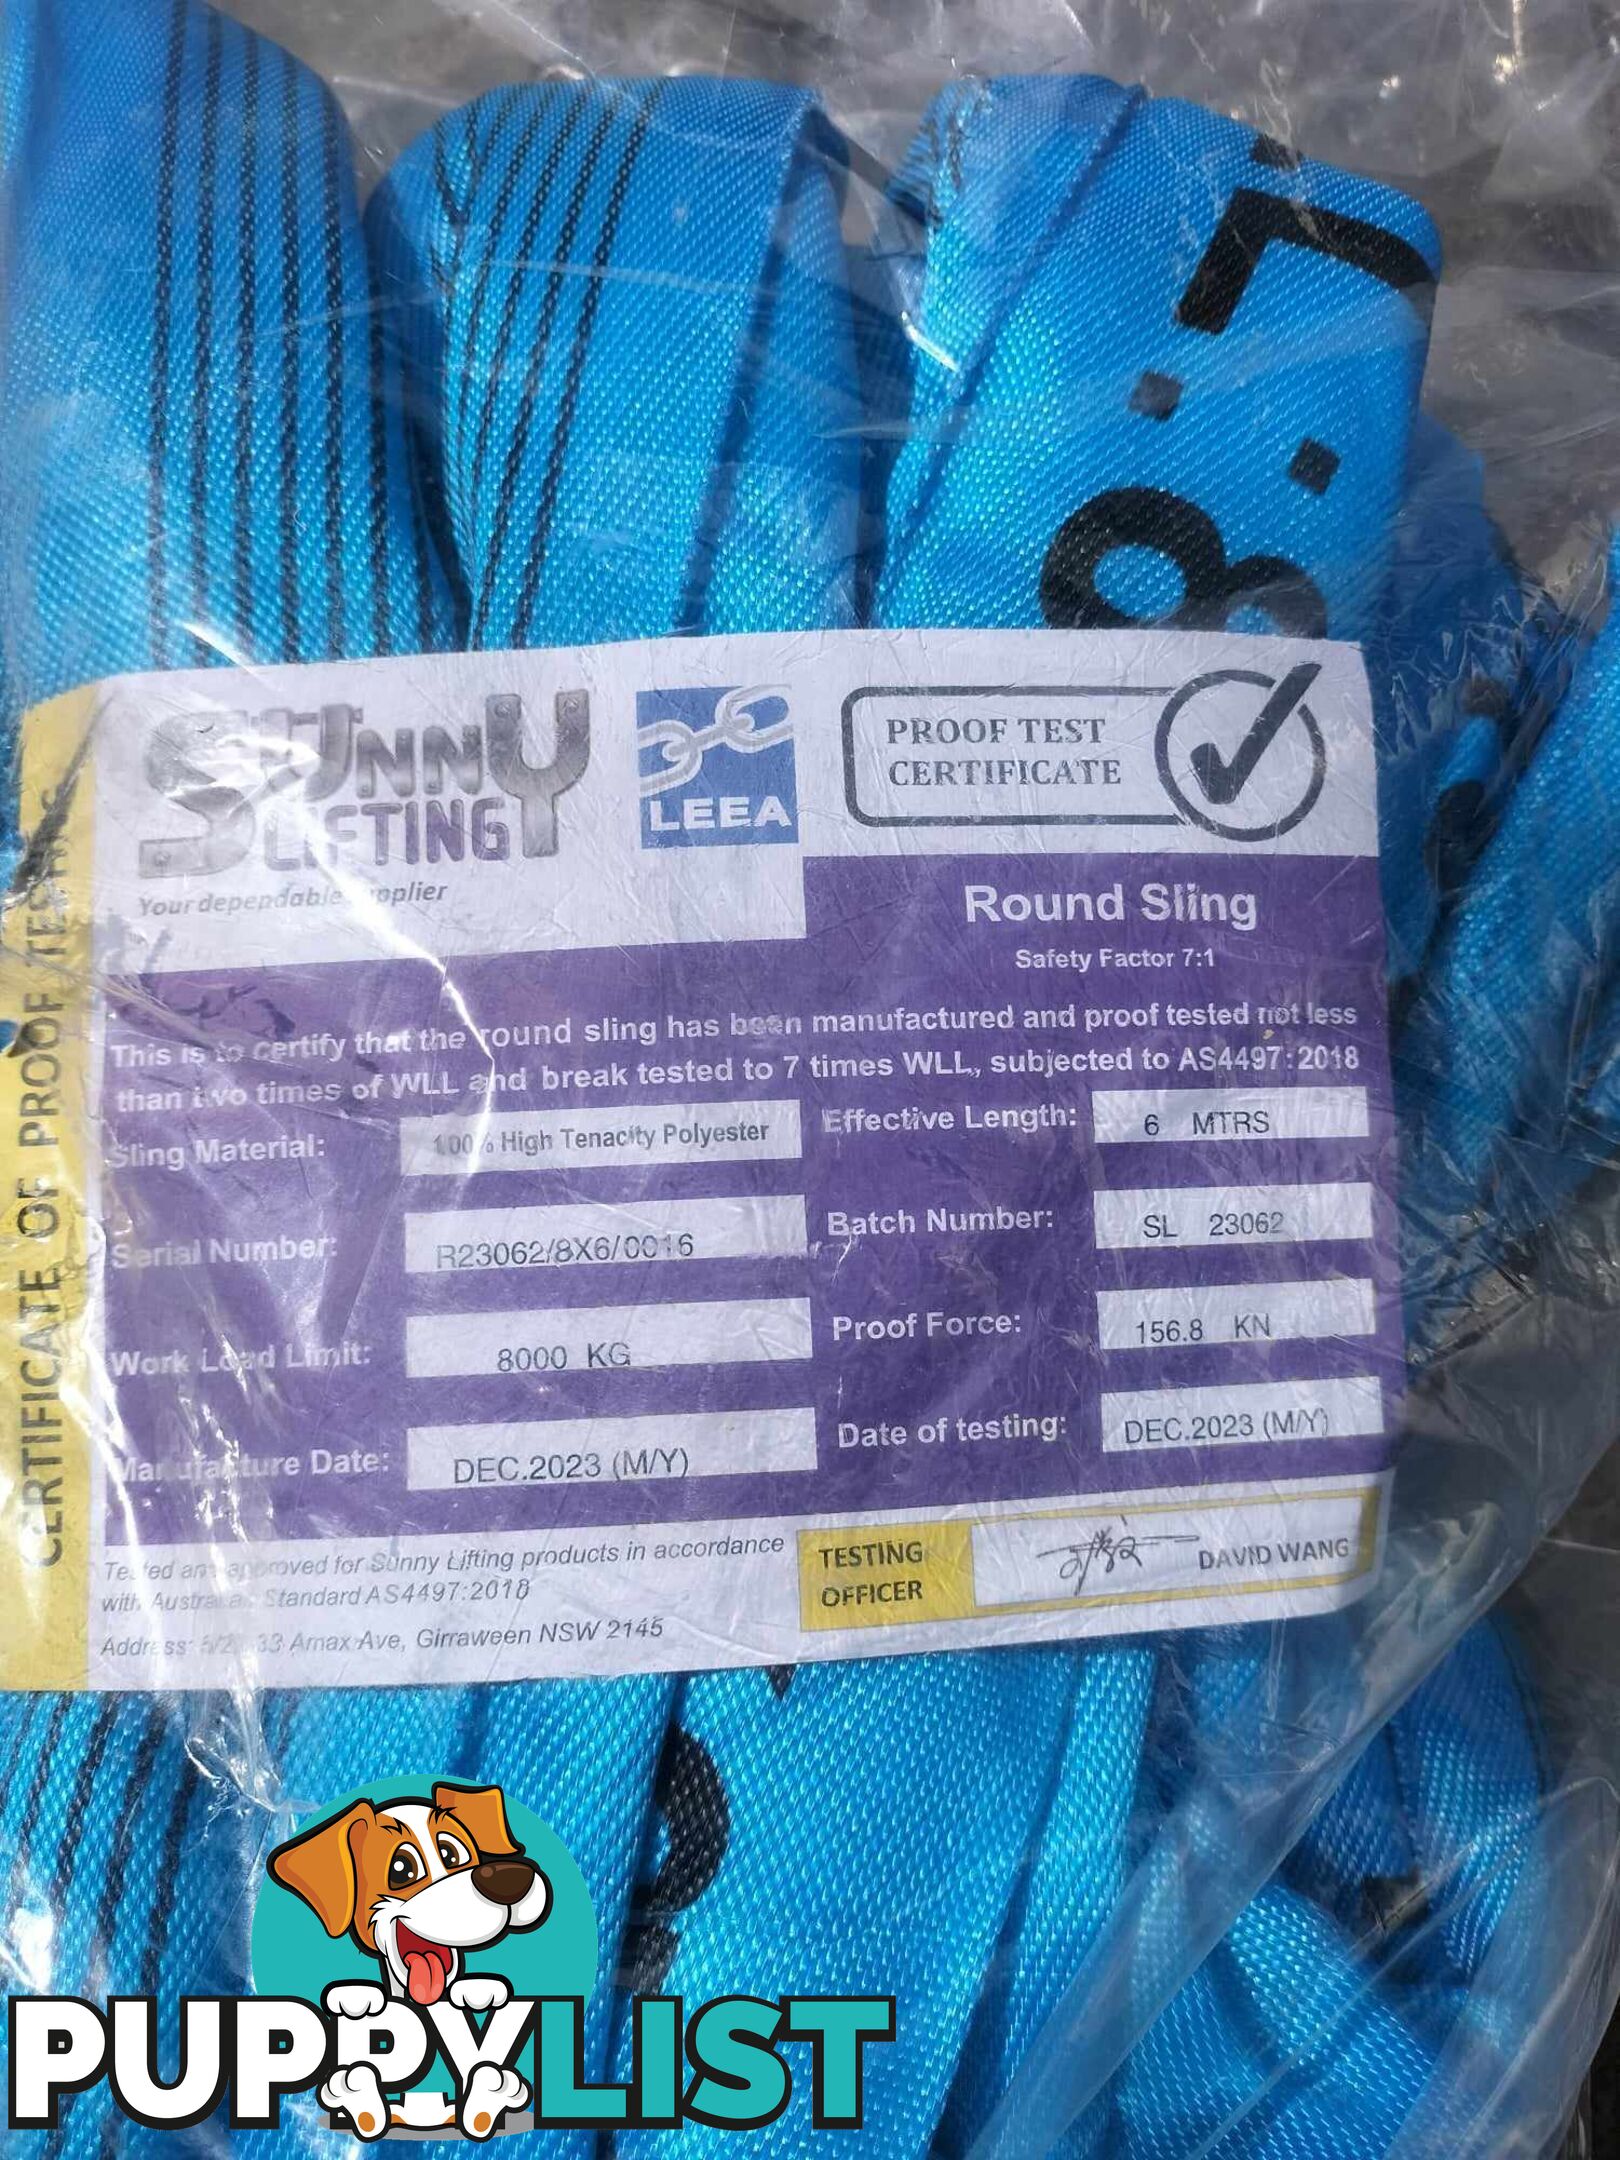 8
CERTIFICATE OF PROOF TESTING
SUNNY
LIFTING
Your dependable supplier
LEEA
PROOF TEST
CERTIFICATE
Round Sling
Safety Factor 7:1
This is to certify that the round sling has been manufactured and proof tested not less
than two times of WLL and break tested to 7 times WLL, subjected to AS4497:2018
Sling Material: 100% High Tenacity Polyester
Effective Length: 6 MTRS
Serial Number: R23062/8X6/0016
Batch Number: SL 23062
Work Load Limit: 8000 KG
Proof Force: 156.8 KN
Manufacture Date: DEC.2023 (M/Y)
Date of testing: DEC.2023 (M/Y)
Tested and approved for Sunny Lifting products in accordance
with Australian Standard AS4497:2018
Address: 33 Amax Ave, Girraween NSW 2145
TESTING
OFFICER
DAVID WANG
PUPPYLIST